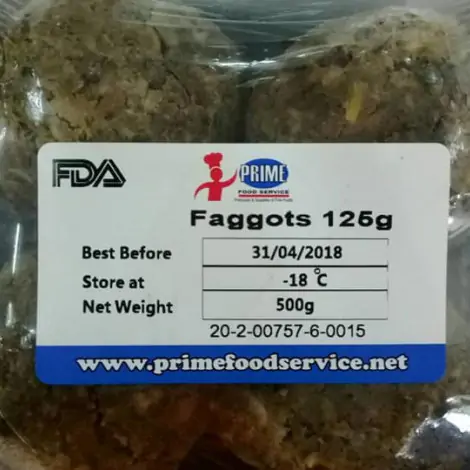 FDA
PRIME
FOOD SERVICE
Faggots 125g
Best Before 31/04/2018
Store at -18 ℃
Net Weight 500g
20-2-00757-6-0015
www.primefoodservice.net